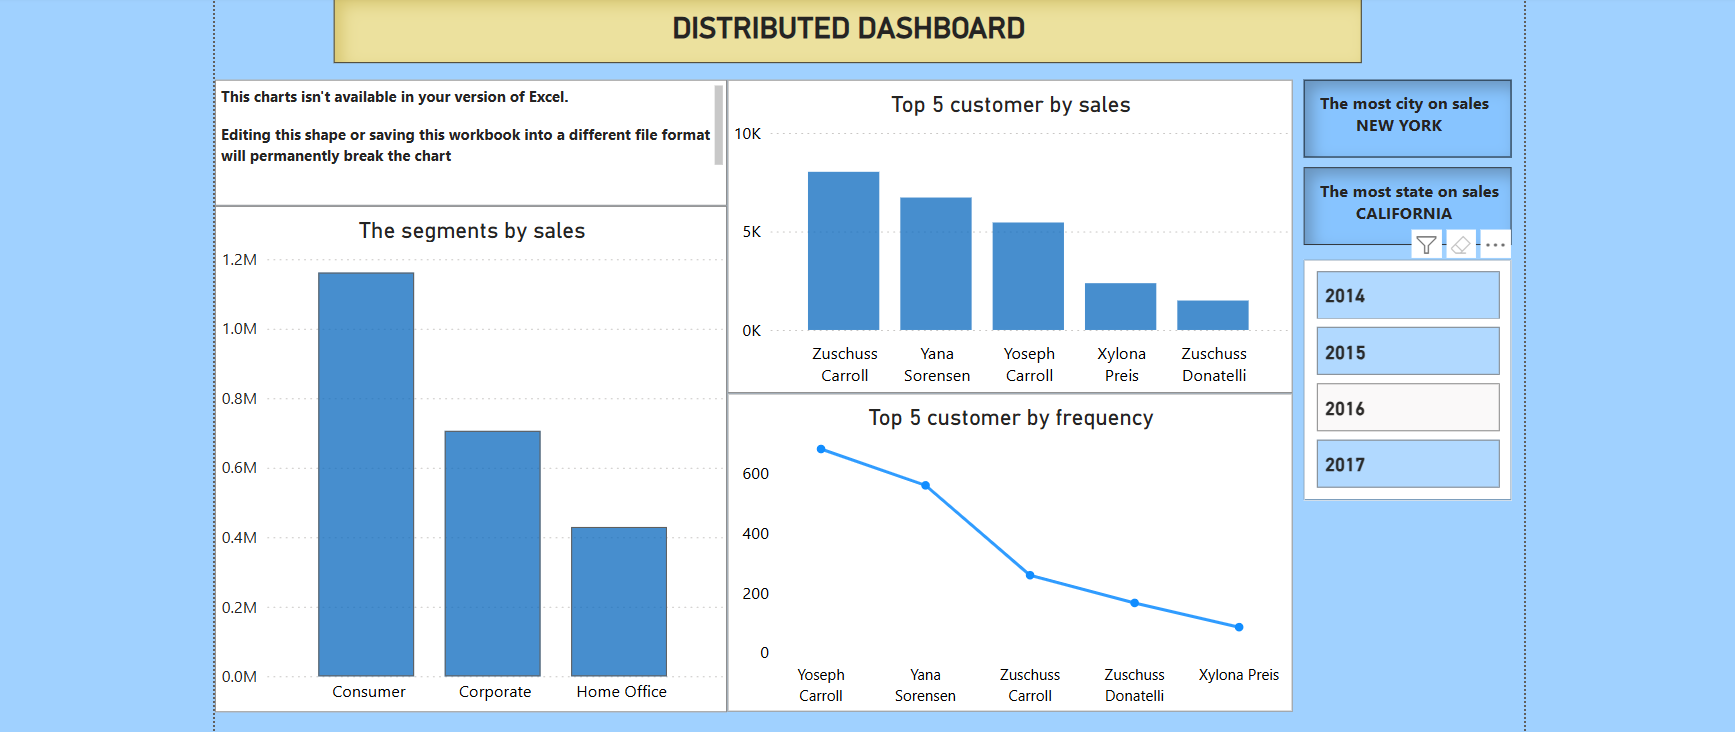 DISTRIBUTED DASHBOARD
This charts isn't available in your version of Excel.
Editing this shape or saving this workbook into a different file format
will permanently break the chart
The segments by sales
1.2M
1.0M
0.8M
0.6M
0.4M
0.2M
0.0M
Consumer Corporate Home Office
Top 5 customer by sales
10K
5K
0K
Zuschuss Yana Yoseph Xylona Zuschuss
Carroll Sorensen Carroll Preis Donatelli
Top 5 customer by frequency
600
400
200
0
Yoseph Yana Zuschuss Zuschuss Xylona Preis
Carroll Sorensen Carroll Donatelli
The most city on sales
NEW YORK
The most state on sales
CALIFORNIA
2014
2015
2016
2017